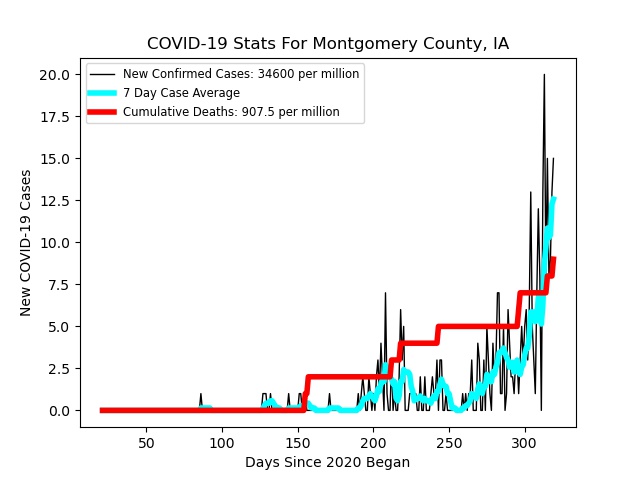 COVID-19 Stats For Montgomery County, IA
New Confirmed Cases: 34600 per million
7 Day Case Average
Cumulative Deaths: 907.5 per million
20.0
17.5
15.0
12.5
10.0
7.5
5.0
2.5
0.0
New COVID-19 Cases
50 100 150 200 250 300
Days Since 2020 Began